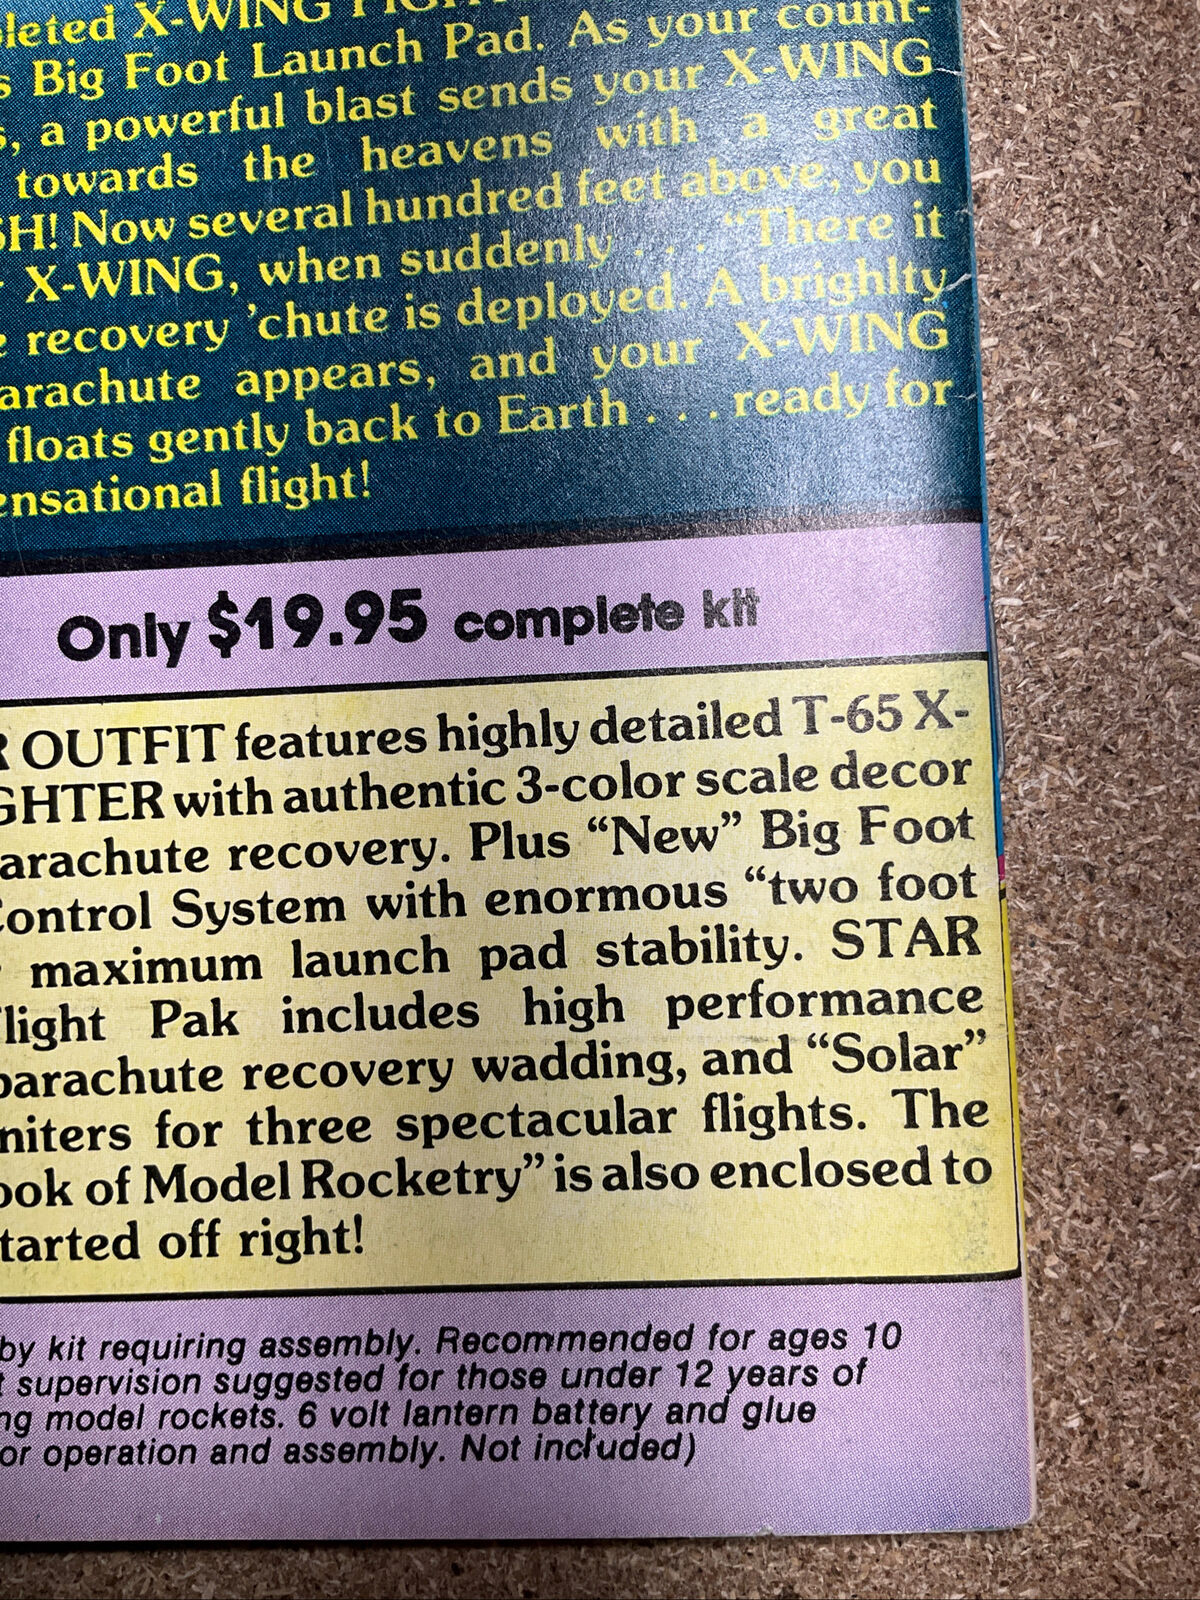 leted X-WING FIGH
s Big Foot Launch Pad. As your count-
s, a powerful blast sends your X-WING
towards the heavens with a great
SH! Now several hundred feet above, you
X-WING, when suddenly . . . "There it
e recovery 'chute is deployed. A brighlty
arachute appears, and your X-WING
floats gently back to Earth . . . ready for
ensational flight!
Only $19.95 complete kit
R OUTFIT features highly detailed T-65 X-
GHTER with authentic 3-color scale decor
arachute recovery. Plus "New" Big Foot
Control System with enormous "two foot
maximum launch pad stability. STAR
light Pak includes high performance
parachute recovery wadding, and "Solar"
niters for three spectacular flights. The
ook of Model Rocketry" is also enclosed to
tarted off right!
by kit requiring assembly. Recommended for ages 10
t supervision suggested for those under 12 years of
ng model rockets. 6 volt lantern battery and glue
or operation and assembly. Not included)